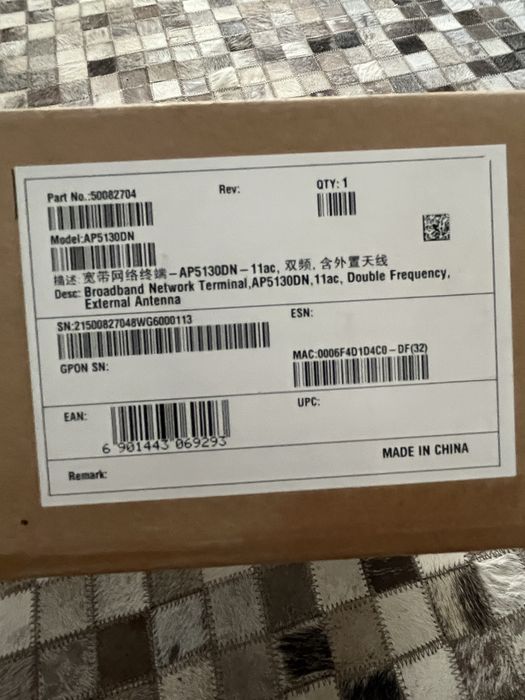 Part No.:50082704
Rev:
QTY: 1
Model:AP5130DN
描述: 宽带网络终端-AP5130DN-11ac, 双频, 含外置天线
Desc: Broadband Network Terminal,AP5130DN,11ac, Double Frequency,
External Antenna
SN:21500827048WG6000113
ESN:
GPON SN:
MAC:0006F4D1D4C0-DF(32)
EAN:
UPC:
6 901443 069293
MADE IN CHINA
Remark: